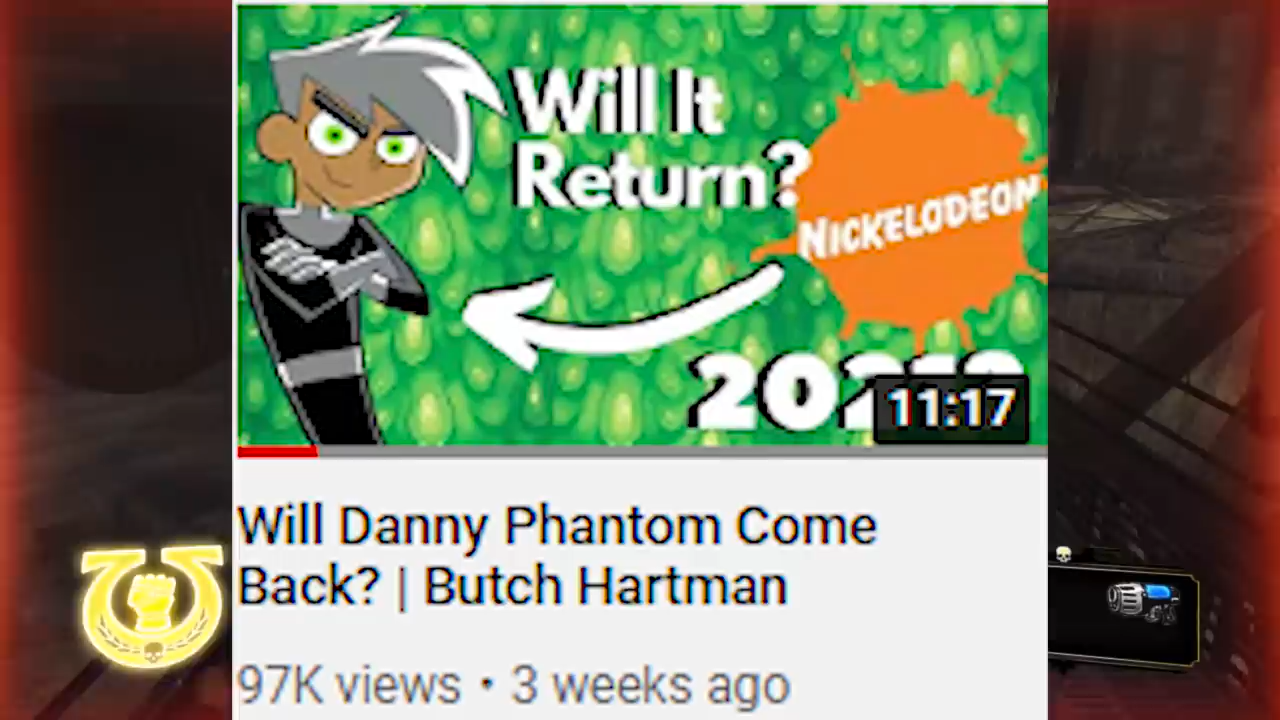 Will It
Return?
NICKELODEON
11:17
Will Danny Phantom Come
Back? | Butch Hartman
97K views • 3 weeks ago